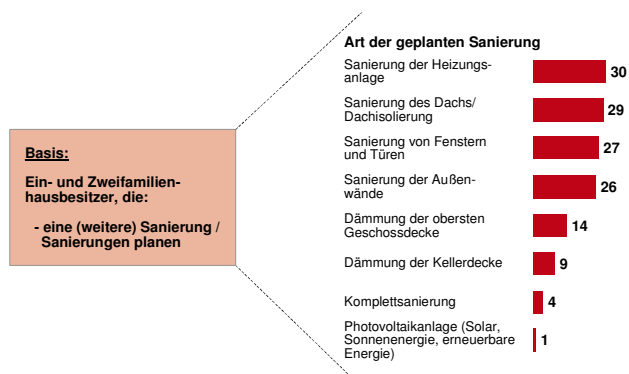 Art der geplanten Sanierung
Sanierung der Heizungs-
anlage
30
Sanierung des Dachs/
Dachisolierung
29
Sanierung von Fenstern
und Türen
27
Sanierung der Außen-
wände
26
Dämmung der obersten
Geschossdecke
14
Dämmung der Kellerdecke
9
Komplettsanierung
4
Photovoltaikanlage (Solar,
Sonnenenergie, erneuerbare
Energie)
1
Basis:
Ein- und Zweifamilien-
hausbesitzer, die:
- eine (weitere) Sanierung /
Sanierungen planen